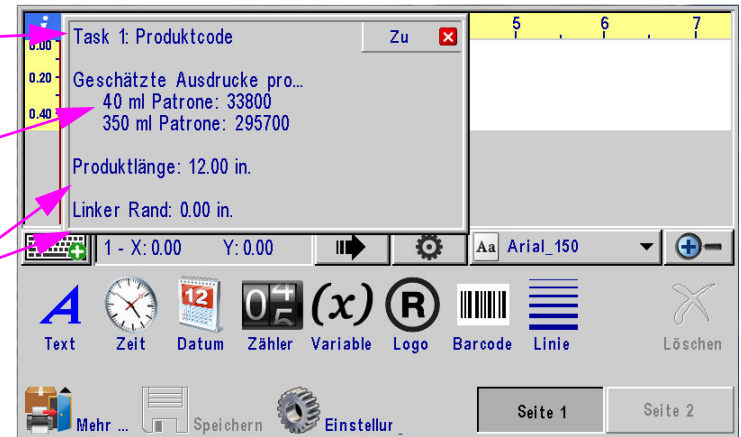 i
5 6 7
0.00
0.20
0.40
Task 1: Produktcode
Zu
Geschätzte Ausdrucke pro...
40 ml Patrone: 33800
350 ml Patrone: 295700
Produktlänge: 12.00 in.
Linker Rand: 0.00 in.
1 - X: 0.00 Y: 0.00
Aa Arial_150
A 12 (x) R
Text Zeit Datum Zähler Variable Logo Barcode Linie Löschen
Mehr ... Speichern Einstellur
Seite 1 Seite 2